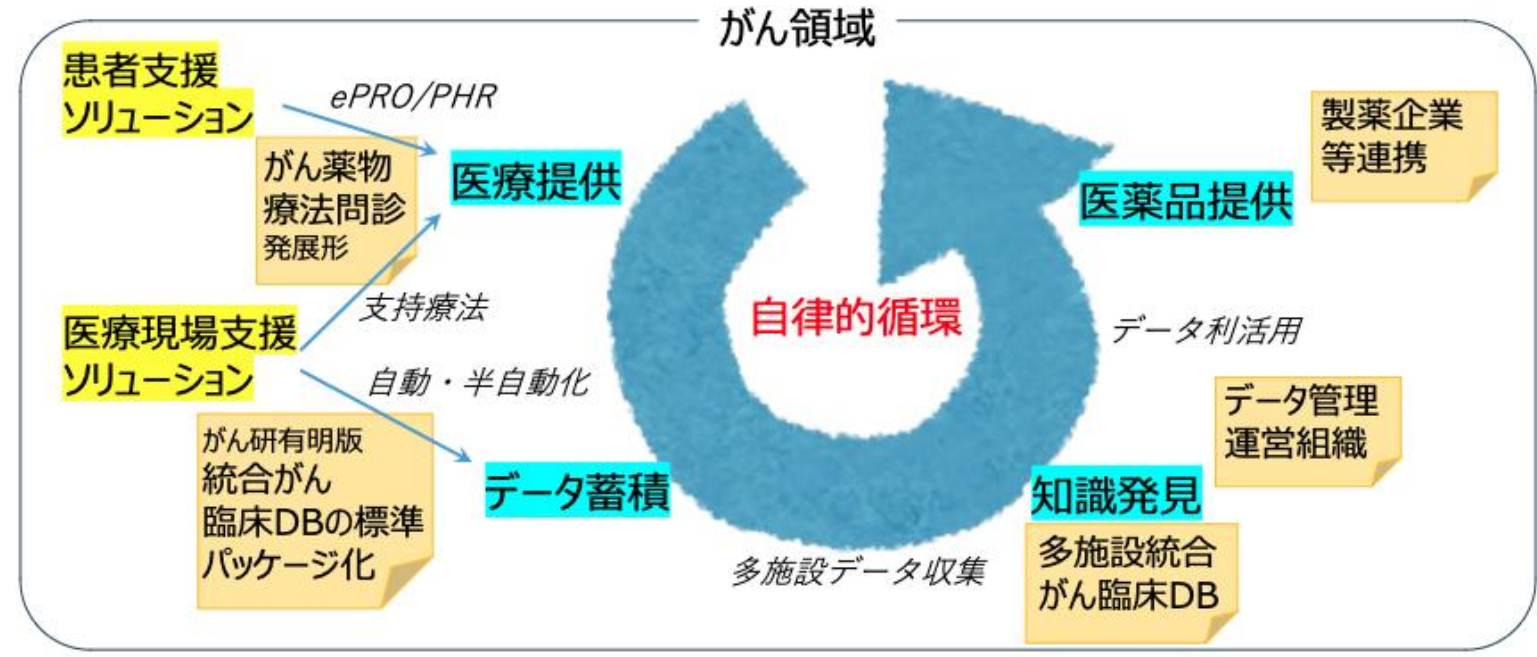 がん領域
患者支援
ソリューション
ePRO/PHR
がん薬物
療法問診
発展形
医療提供
製薬企業
等連携
医薬品提供
支持療法
自律的循環
医療現場支援
ソリューション
データ利活用
自動・半自動化
がん研有明版
統合がん
臨床DBの標準
パッケージ化
データ蓄積
データ管理
運営組織
知識発見
多施設データ収集
多施設統合
がん臨床DB